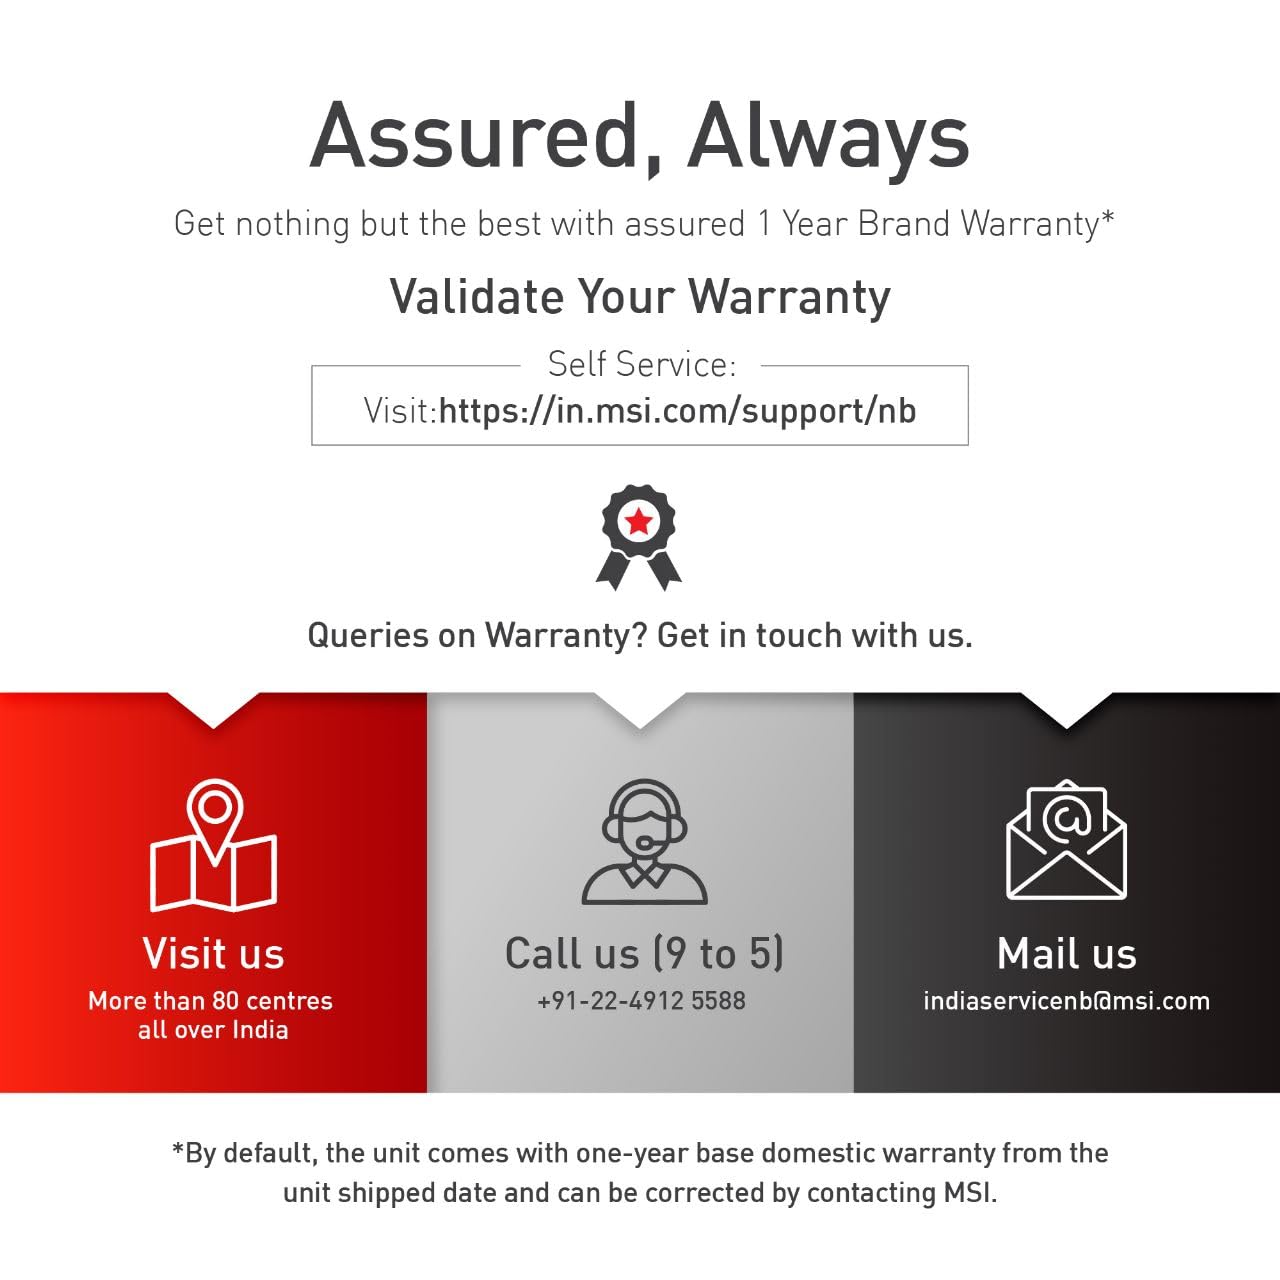 Assured, Always
Get nothing but the best with assured 1 Year Brand Warranty*
Validate Your Warranty
Self Service:
Visit:https://in.msi.com/support/nb
Queries on Warranty? Get in touch with us.
Visit us
More than 80 centres
all over India
Call us (9 to 5)
+91-22-4912 5588
Mail us
indiaservicenb@msi.com
*By default, the unit comes with one-year base domestic warranty from the
unit shipped date and can be corrected by contacting MSI.